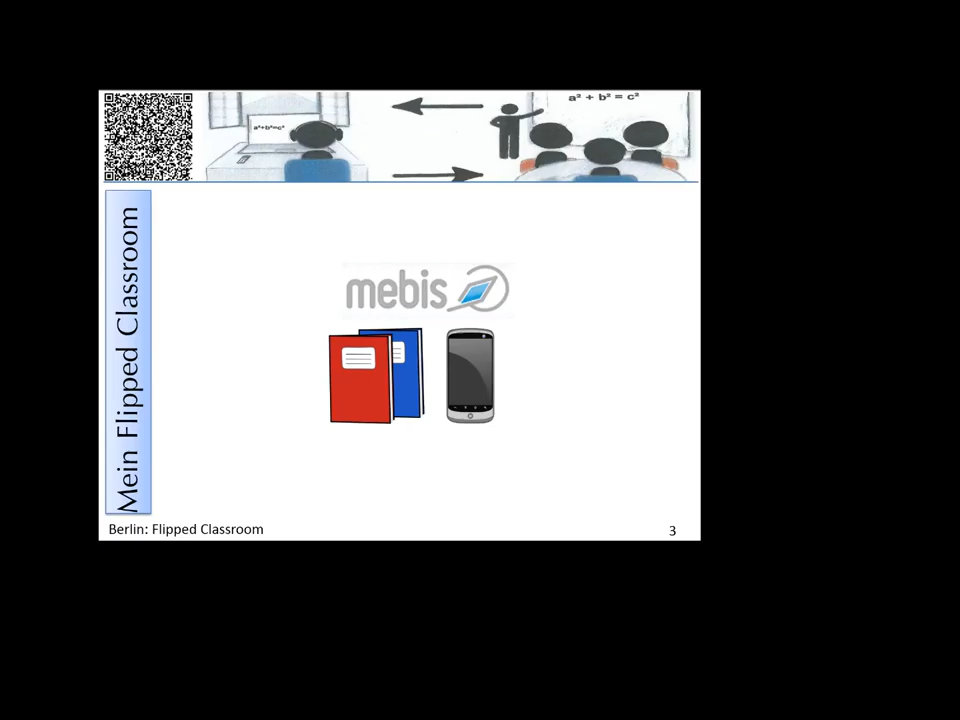 a²+b²=c²
a² + b² = c²
Mein Flipped Classroom
mebis
Berlin: Flipped Classroom
3